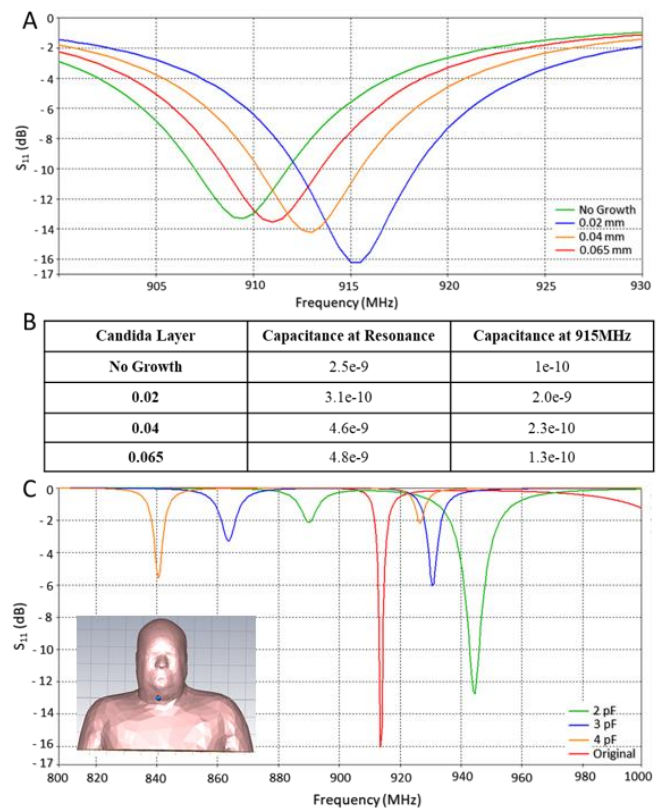 A
0
- 2
- 4
- 6
- 8
- 10
- 12
- 14
- 16
- 17
S11 (dB)
905
910
915
920
925
930
Frequency (MHz)
No Growth
0.02 mm
0.04 mm
0.065 mm
B
Candida Layer Capacitance at Resonance Capacitance at 915MHz
No Growth 2.5e-9 1e-10
0.02 3.1e-10 2.0e-9
0.04 4.6e-9 2.3e-10
0.065 4.8e-9 1.3e-10
C
0
- 2
- 4
- 6
- 8
- 10
- 12
- 14
- 16
- 17
S11 (dB)
800
820
840
860
880
900
920
940
960
980
1000
Frequency (MHz)
2 pF
3 pF
4 pF
Original